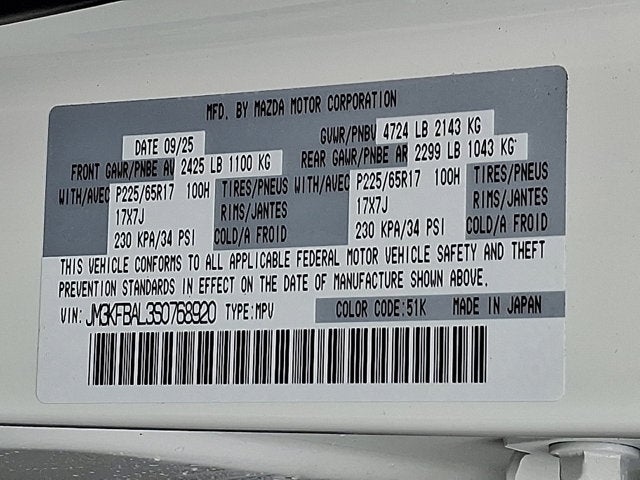 MFD. BY MAZDA MOTOR CORPORATION
DATE 09/25 GVWR/PNBV 4724 LB 2143 KG
FRONT GAWR/PNBE AV 2425 LB 1100 KG REAR GAWR/PNBE AR 2299 LB 1043 KG
WITH/AVEC P225/65R17 100H TIRES/PNEUS WITH/AVEC P225/65R17 100H TIRES/PNEUS
17X7J RIMS/JANTES 17X7J RIMS/JANTES
230 KPA/34 PSI COLD/A FROID 230 KPA/34 PSI COLD/A FROID
THIS VEHICLE CONFORMS TO ALL APPLICABLE FEDERAL MOTOR VEHICLE SAFETY AND THEFT
PREVENTION STANDARDS IN EFFECT ON THE DATE OF MANUFACTURE SHOWN ABOVE.
VIN: JM3KFBAL3S0768920 TYPE: MPV COLOR CODE: 51K MADE IN JAPAN